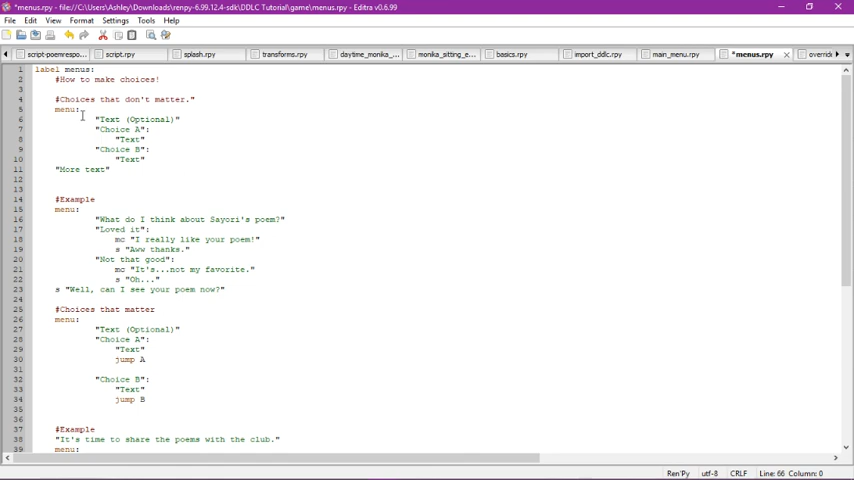 *menus.rpy - file://C:\Users\Ashley\Downloads\renpy-6.99.12.4-sdk\DDLC Tutorial\game\menus.rpy - Editra v0.6.99
File Edit View Format Settings Tools Help
script-poemrespo... script.rpy splash.rpy transforms.rpy daytime_monika_... monika_sitting_e... basics.rpy import_ddlc.rpy main_menu.rpy *menus.rpy overrid
1 label menus:
2 #How to make choices!
3
4 #Choices that don't matter."
5 menu:
6 "Text (Optional)"
7 "Choice A":
8 "Text"
9 "Choice B":
10 "Text"
11 "More text"
12
13
14 #Example
15 menu:
16 "What do I think about Sayori's poem?"
17 "Loved it":
18 mc "I really like your poem!"
19 s "Aww thanks."
20 "Not that good":
21 mc "It's...not my favorite."
22 s "Oh..."
23 s "Well, can I see your poem now?"
24
25 #Choices that matter
26 menu:
27 "Text (Optional)"
28 "Choice A":
29 "Text"
30 jump A
31
32 "Choice B":
33 "Text"
34 jump B
35
36
37 #Example
38 "It's time to share the poems with the club."
39 menu:
Ren'Py utf-8 CRLF Line: 66 Column: 0